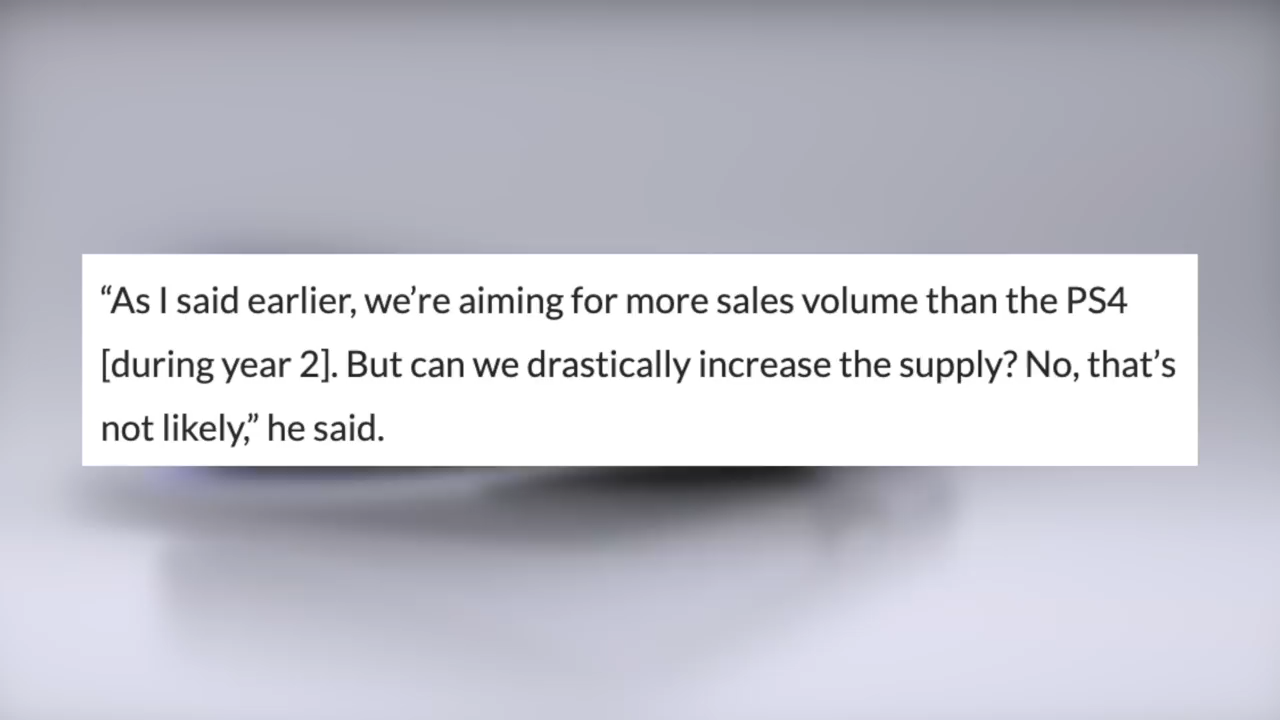 “As I said earlier, we’re aiming for more sales volume than the PS4
[during year 2]. But can we drastically increase the supply? No, that’s
not likely,” he said.